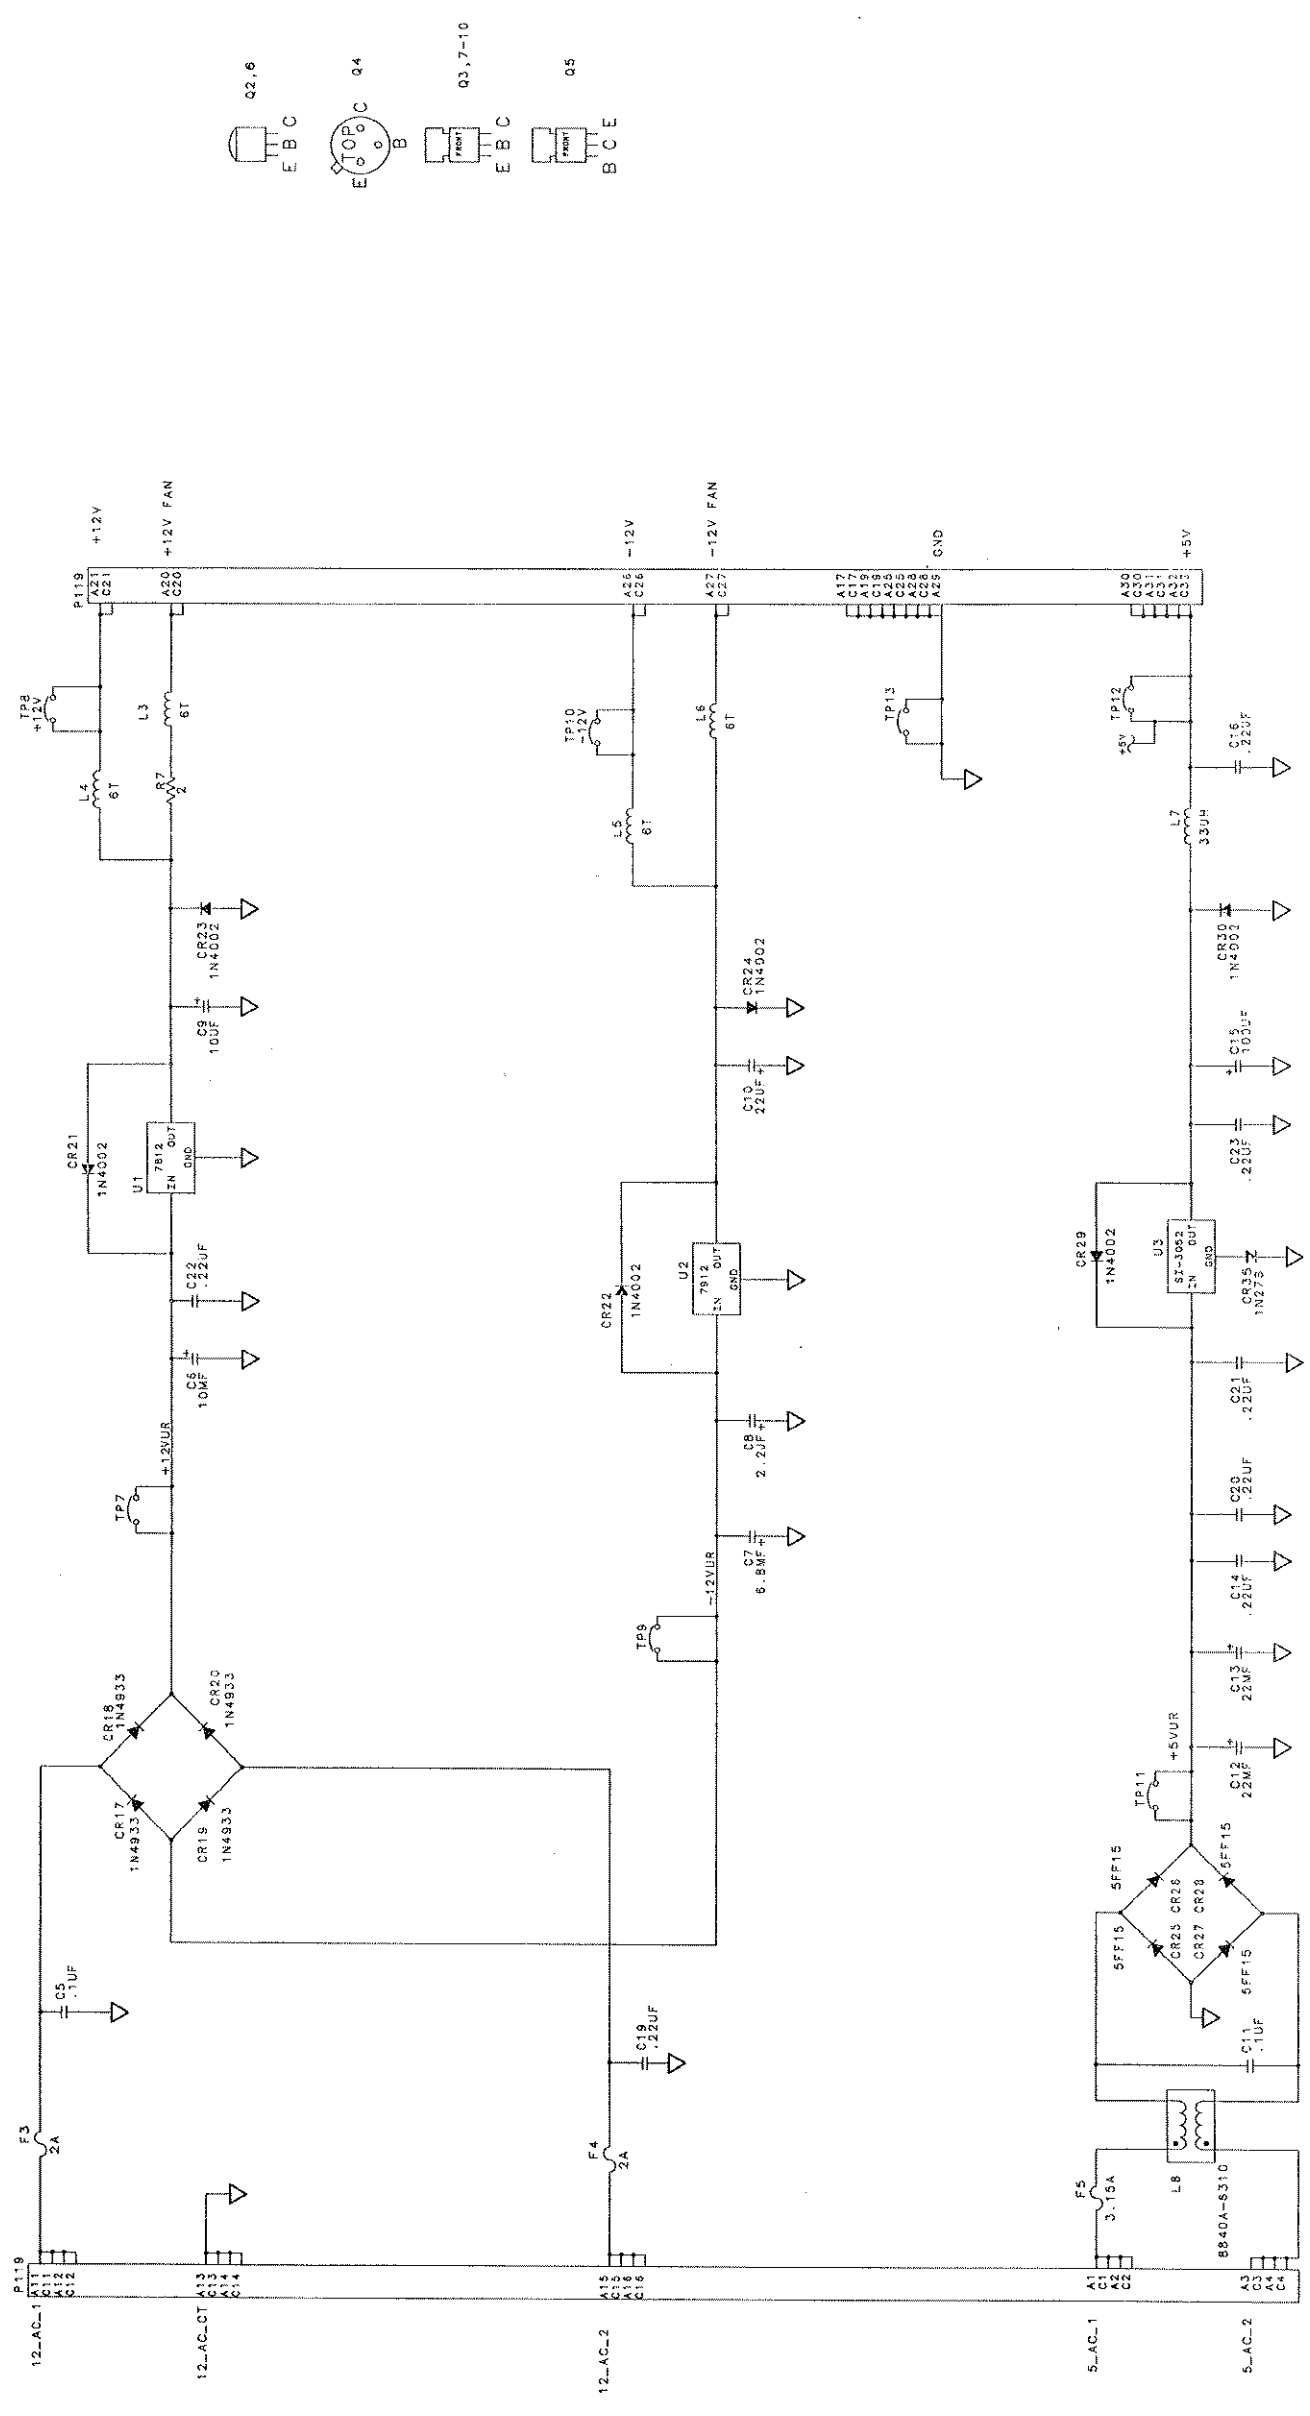 Q2,6
E B C
Q4
TOP
E
C
B
Q3,7-10
FRONT
E B C
Q5
FRONT
B C E
12_AC_1
P119
A11
C11
A12
C12
F3
2A
C5
.1UF
CR17
1N4933
CR18
1N4933
CR19
1N4933
CR20
1N4933
TP7
+12VUR
C6
10MF
+
C22
.22UF
CR21
1N4002
U1
7812
IN
OUT
GND
C9
10UF
+
CR23
1N4002
L4
6T
R7
2
TP8
+12V
L3
6T
P119
A21
C21
+12V
A20
C20
+12V FAN
12_AC_CT
A13
C13
A14
C14
12_AC_2
A15
C15
A16
C16
F4
2A
C19
.22UF
TP9
-12VUR
C7
6.8MF
+
C8
2.2UF
+
CR22
1N4002
U2
7912
IN
OUT
GND
C10
22UF
+
CR24
1N4002
L5
6T
TP10
-12V
L6
6T
A26
C26
-12V
A27
C27
-12V FAN
TP13
A17
C17
A19
C19
A25
C25
A28
C28
A29
GND
5_AC_1
A1
C1
A2
C2
5_AC_2
A3
C3
A4
C4
F5
3.15A
L8
8840A-6310
C11
.1UF
5FF15
5FF15
CR25 CR26
CR27 CR28
5FF15
5FF15
TP11
+5VUR
C12
22MF
+
C13
22MF
+
C14
.22UF
C20
.22UF
C21
.22UF
CR29
1N4002
U3
SI-3052
IN
OUT
GND
CR35
1N276
C23
.22UF
C15
100UF
+
CR30
1N4002
L7
33UH
C16
.22UF
+5V
TP12
A30
C30
A31
C31
A32
+5V